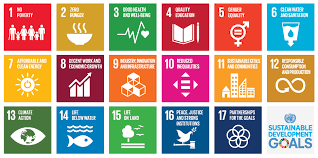 1 NO
POVERTY
2 ZERO
HUNGER
3 GOOD HEALTH
AND WELL-BEING
4 QUALITY
EDUCATION
5 GENDER
EQUALITY
6 CLEAN WATER
AND SANITATION
7 AFFORDABLE AND
CLEAN ENERGY
8 DECENT WORK AND
ECONOMIC GROWTH
9 INDUSTRY, INNOVATION
AND INFRASTRUCTURE
10 REDUCED
INEQUALITIES
11 SUSTAINABLE CITIES
AND COMMUNITIES
12 RESPONSIBLE
CONSUMPTION
AND PRODUCTION
13 CLIMATE
ACTION
14 LIFE
BELOW WATER
15 LIFE
ON LAND
16 PEACE, JUSTICE
AND STRONG
INSTITUTIONS
17 PARTNERSHIPS
FOR THE GOALS
SUSTAINABLE
DEVELOPMENT
GOALS